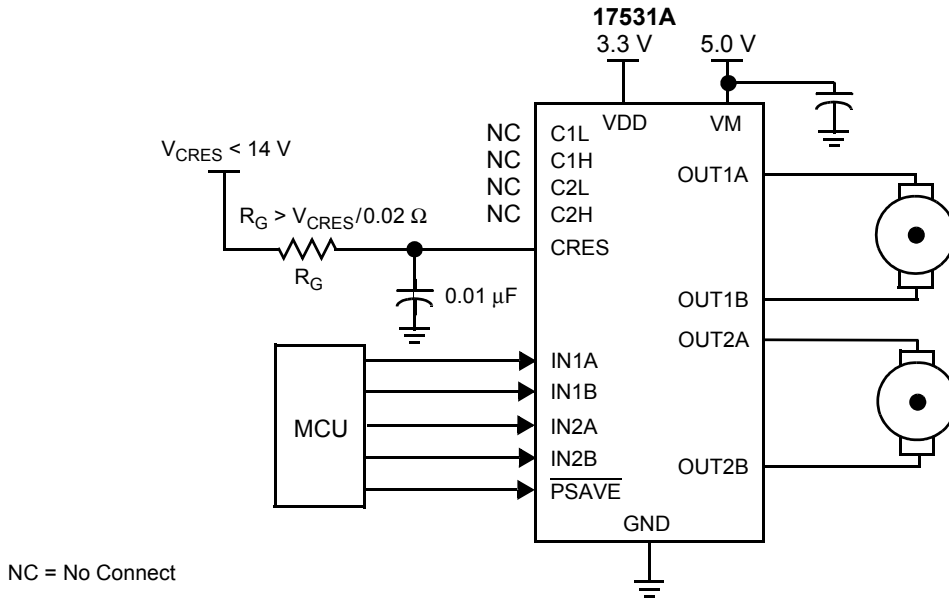 17531A
3.3 V
5.0 V
VDD
VM
NC
C1L
NC
C1H
NC
C2L
NC
C2H
V_CRES < 14 V
R_G > V_CRES/0.02 Ω
R_G
CRES
0.01 μF
OUT1A
OUT1B
OUT2A
OUT2B
MCU
IN1A
IN1B
IN2A
IN2B
PSAVE
GND
NC = No Connect